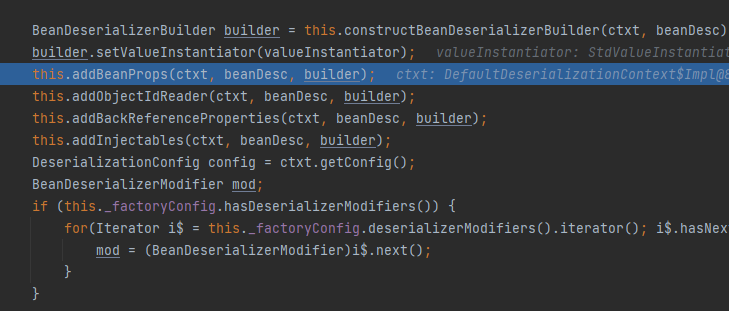 BeanDeserializerBuilder builder = this.constructBeanDeserializerBuilder(ctxt, beanDesc)
builder.setValueInstantiator(valueInstantiator); valueInstantiator: StdValueInstantiat
this.addBeanProps(ctxt, beanDesc, builder); ctxt: DefaultDeserializationContext$Impl@8
this.addObjectIdReader(ctxt, beanDesc, builder);
this.addBackReferenceProperties(ctxt, beanDesc, builder);
this.addInjectables(ctxt, beanDesc, builder);
DeserializationConfig config = ctxt.getConfig();
BeanDeserializerModifier mod;
if (this._factoryConfig.hasDeserializerModifiers()) {
for(Iterator i$ = this._factoryConfig.deserializerModifiers().iterator(); i$.hasNex
mod = (BeanDeserializerModifier)i$.next();
}
}